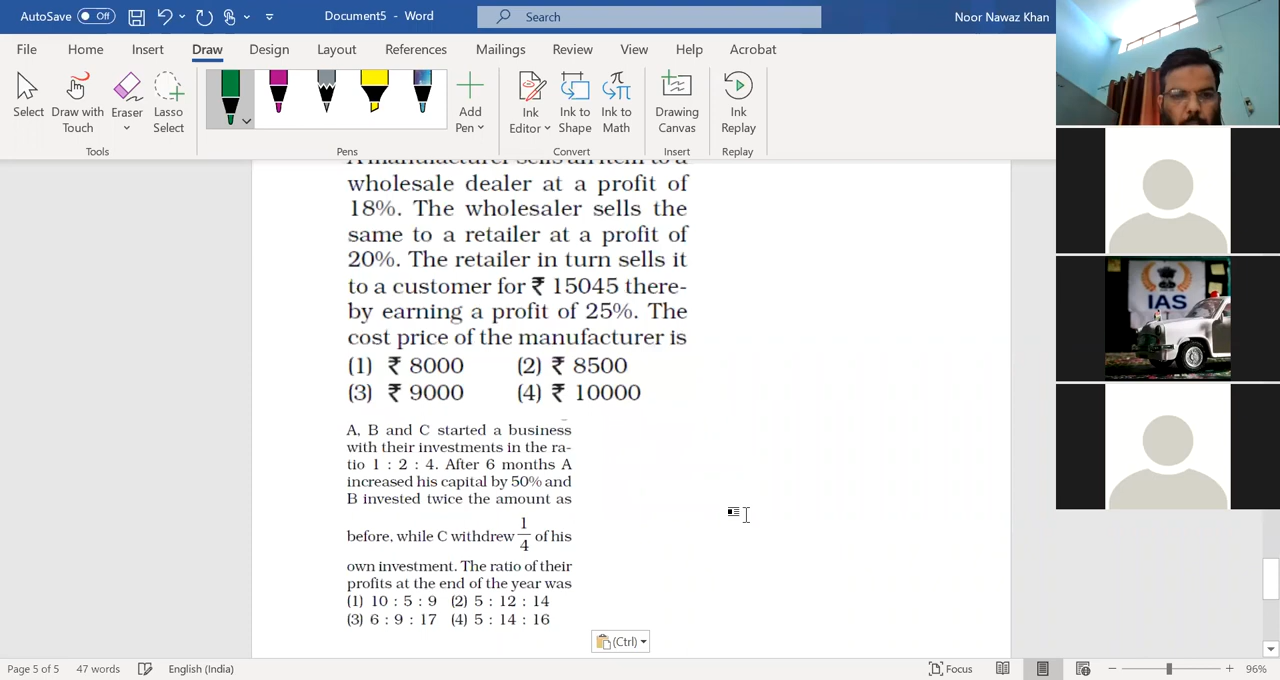 AutoSave Off Document5 - Word Search Noor Nawaz Khan
File Home Insert Draw Design Layout References Mailings Review View Help Acrobat
Select Draw with Touch Eraser Lasso Select Add Pen Ink Editor Ink to Shape Ink to Math Drawing Canvas Ink Replay
Tools Pens Convert Insert Replay
A manufacturer sells an item to a
wholesale dealer at a profit of
18%. The wholesaler sells the
same to a retailer at a profit of
20%. The retailer in turn sells it
to a customer for ₹ 15045 there-
by earning a profit of 25%. The
cost price of the manufacturer is
(1) ₹ 8000 (2) ₹ 8500
(3) ₹ 9000 (4) ₹ 10000
A, B and C started a business
with their investments in the ra-
tio 1 : 2 : 4. After 6 months A
increased his capital by 50% and
B invested twice the amount as
before, while C withdrew 1/4 of his
own investment. The ratio of their
profits at the end of the year was
(1) 10 : 5 : 9 (2) 5 : 12 : 14
(3) 6 : 9 : 17 (4) 5 : 14 : 16
(Ctrl)
IAS
Page 5 of 5 47 words English (India) Focus 96%